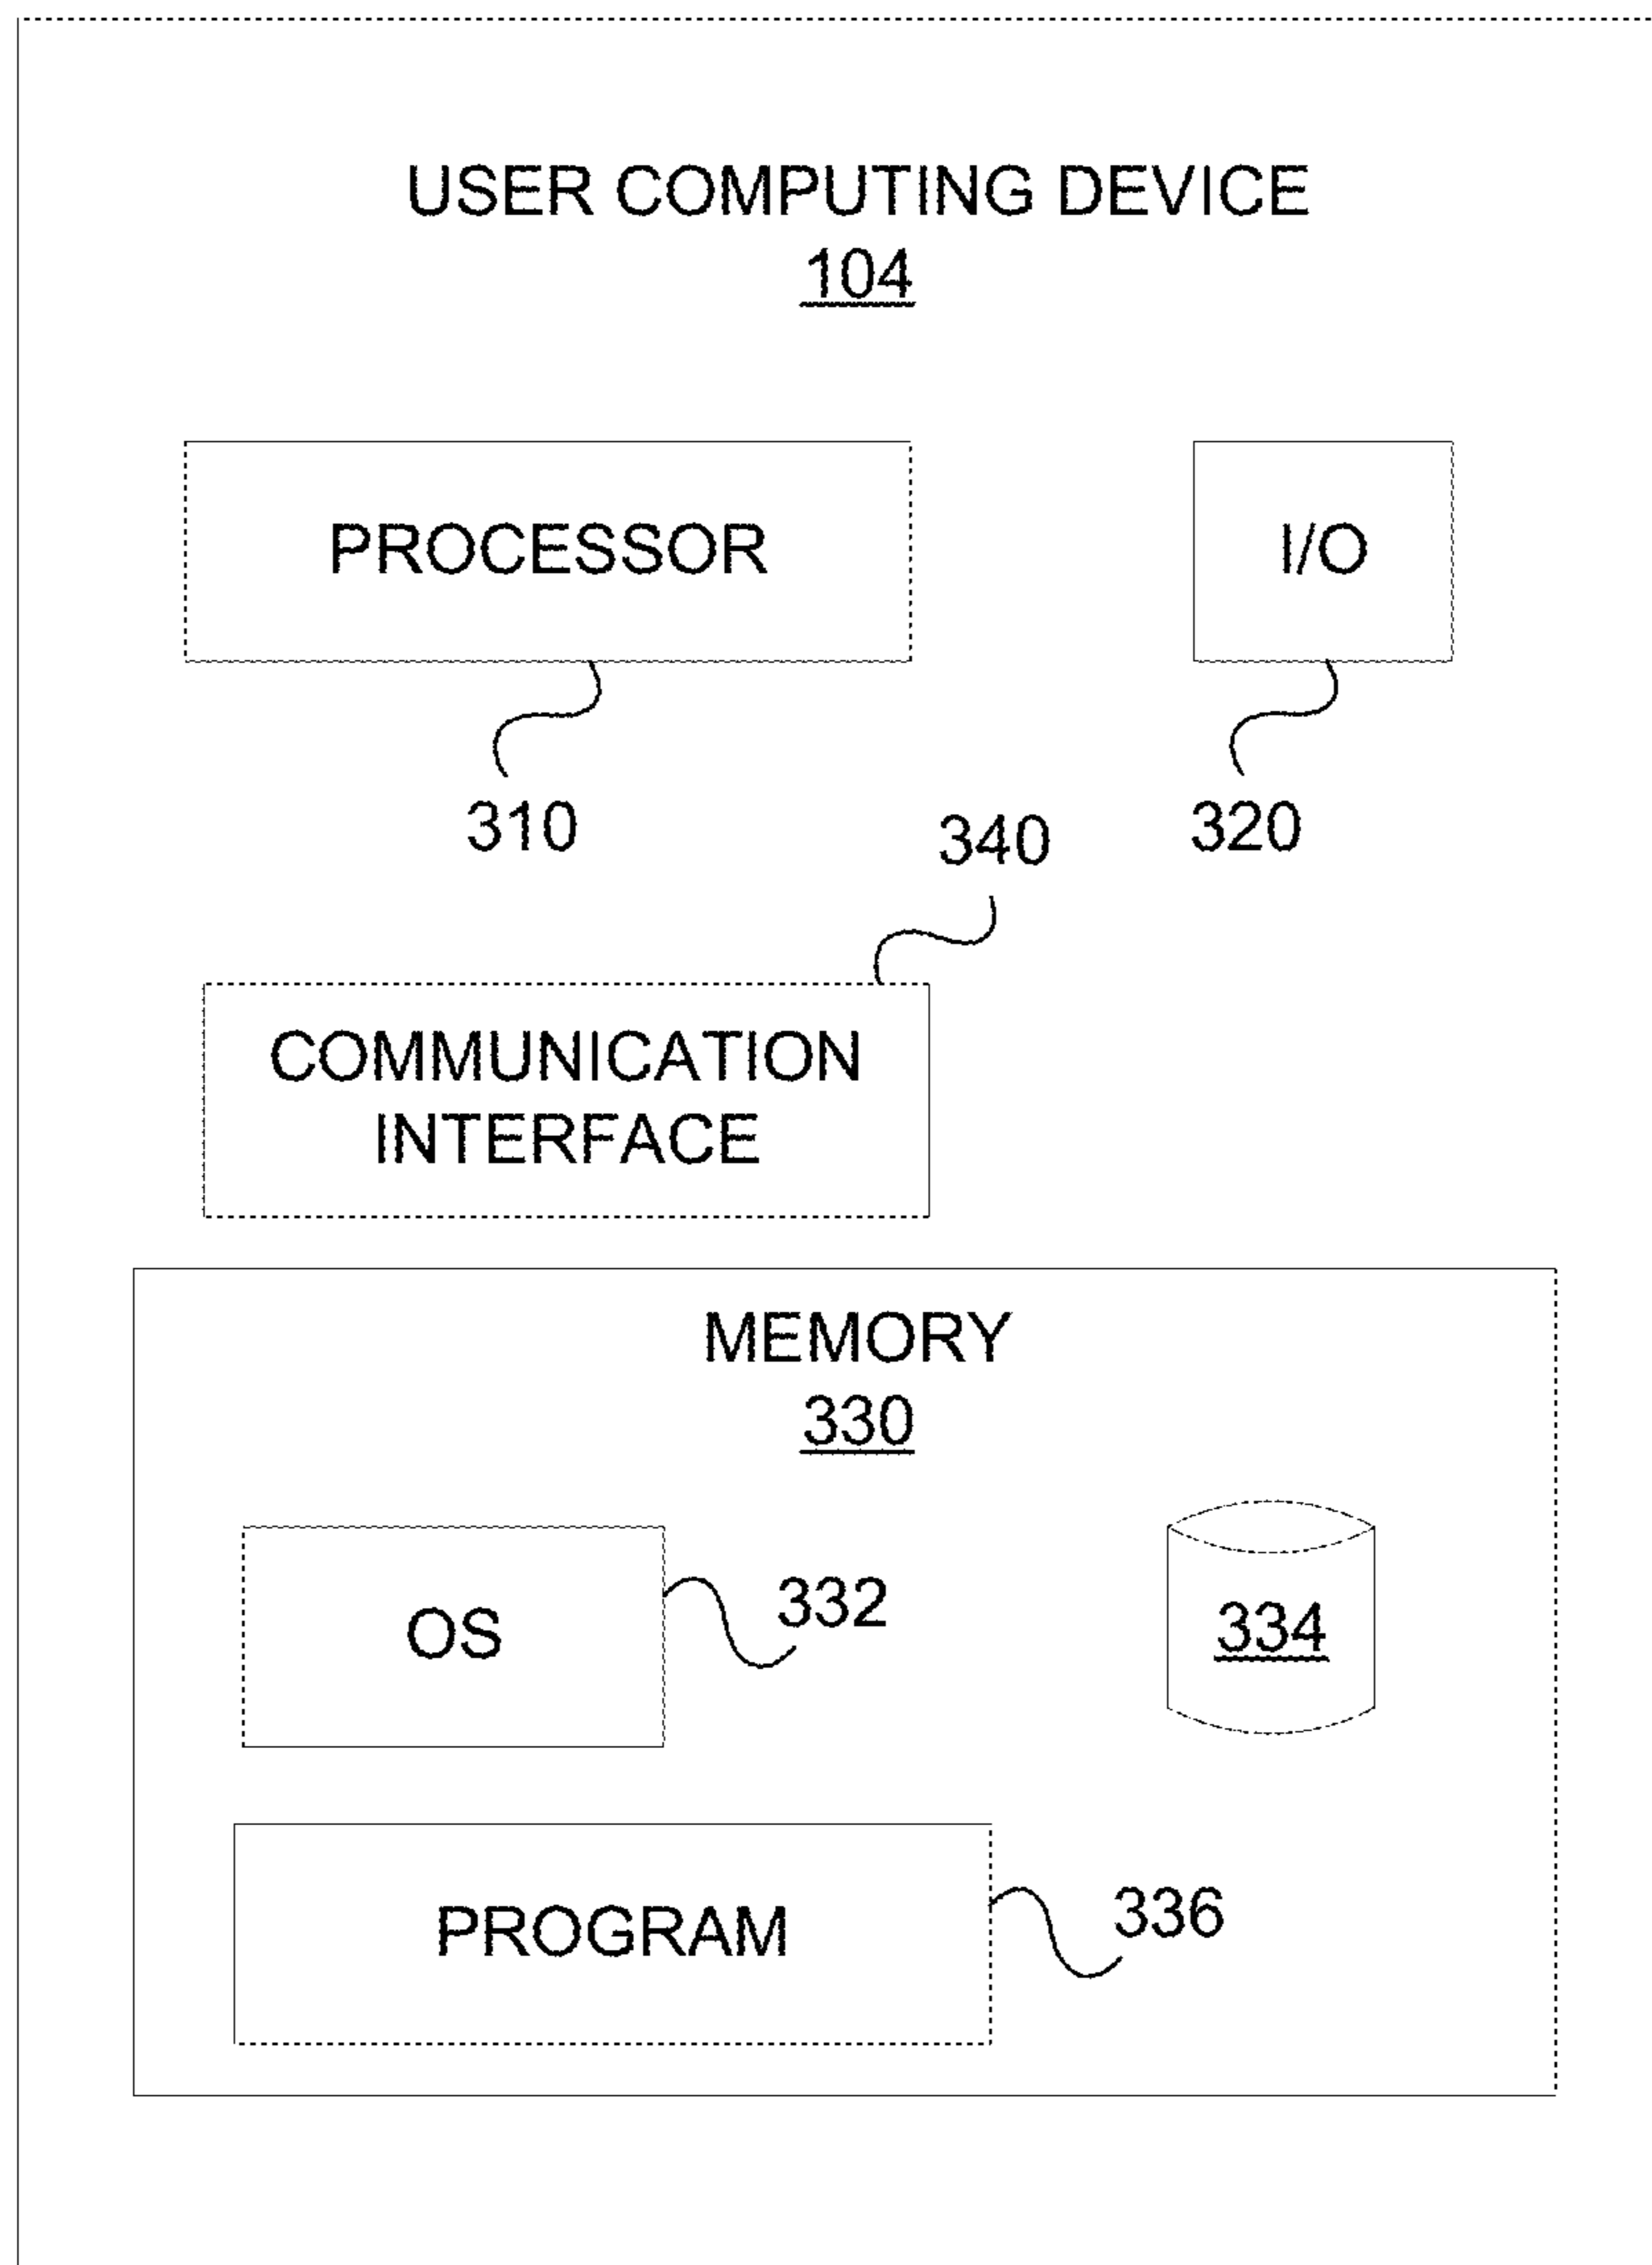 USER COMPUTING DEVICE
104
PROCESSOR
I/O
310
340
320
COMMUNICATION
INTERFACE
MEMORY
330
OS
332
334
PROGRAM
336